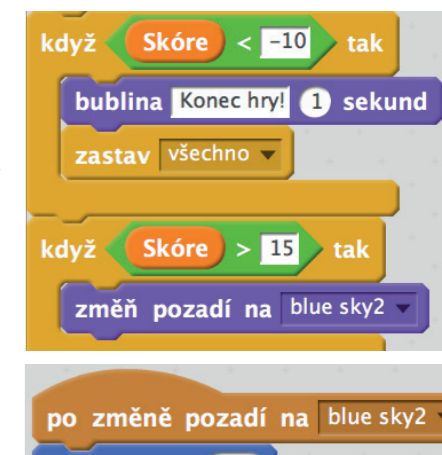 když Skóre < -10 tak
bublina Konec hry! 1 sekund
zastav všechno
když Skóre > 15 tak
změň pozadí na blue sky2
po změně pozadí na blue sky2